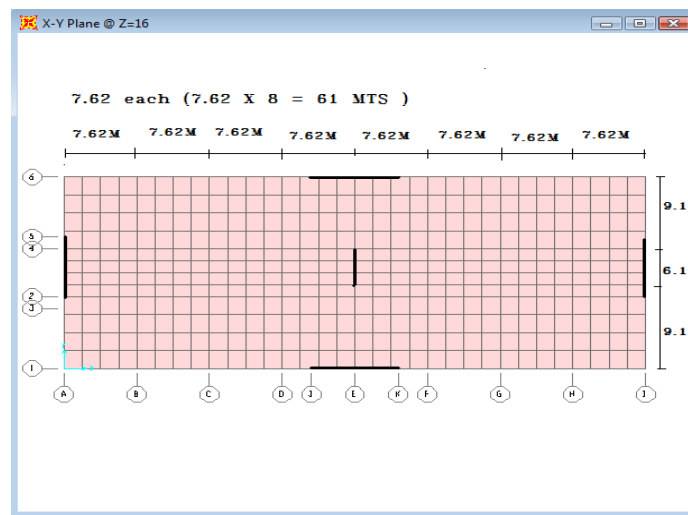 X-Y Plane @ Z=16
7.62 each (7.62 X 8 = 61 MTS )
7.62M 7.62M 7.62M 7.62M 7.62M 7.62M 7.62M 7.62M
6
9.1
5
4
6.1
2
3
9.1
1
A B C D J E K F G H I